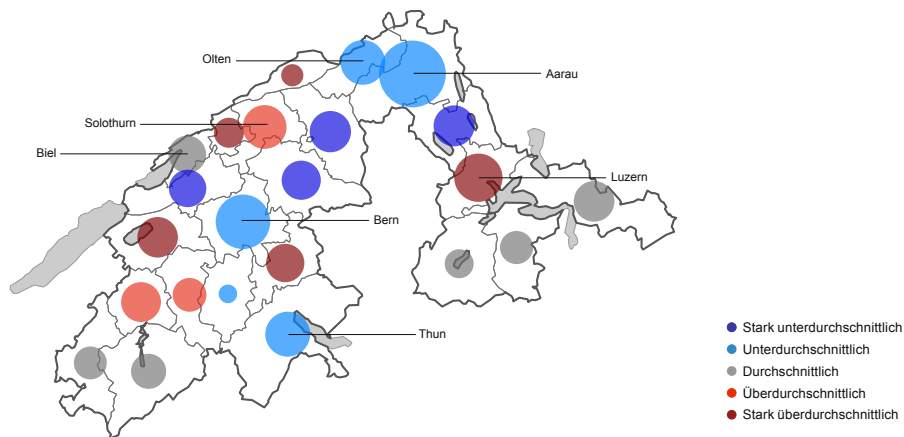 Olten
Aarau
Solothurn
Biel
Luzern
Bern
Thun
Stark unterdurchschnittlich
Unterdurchschnittlich
Durchschnittlich
Überdurchschnittlich
Stark überdurchschnittlich